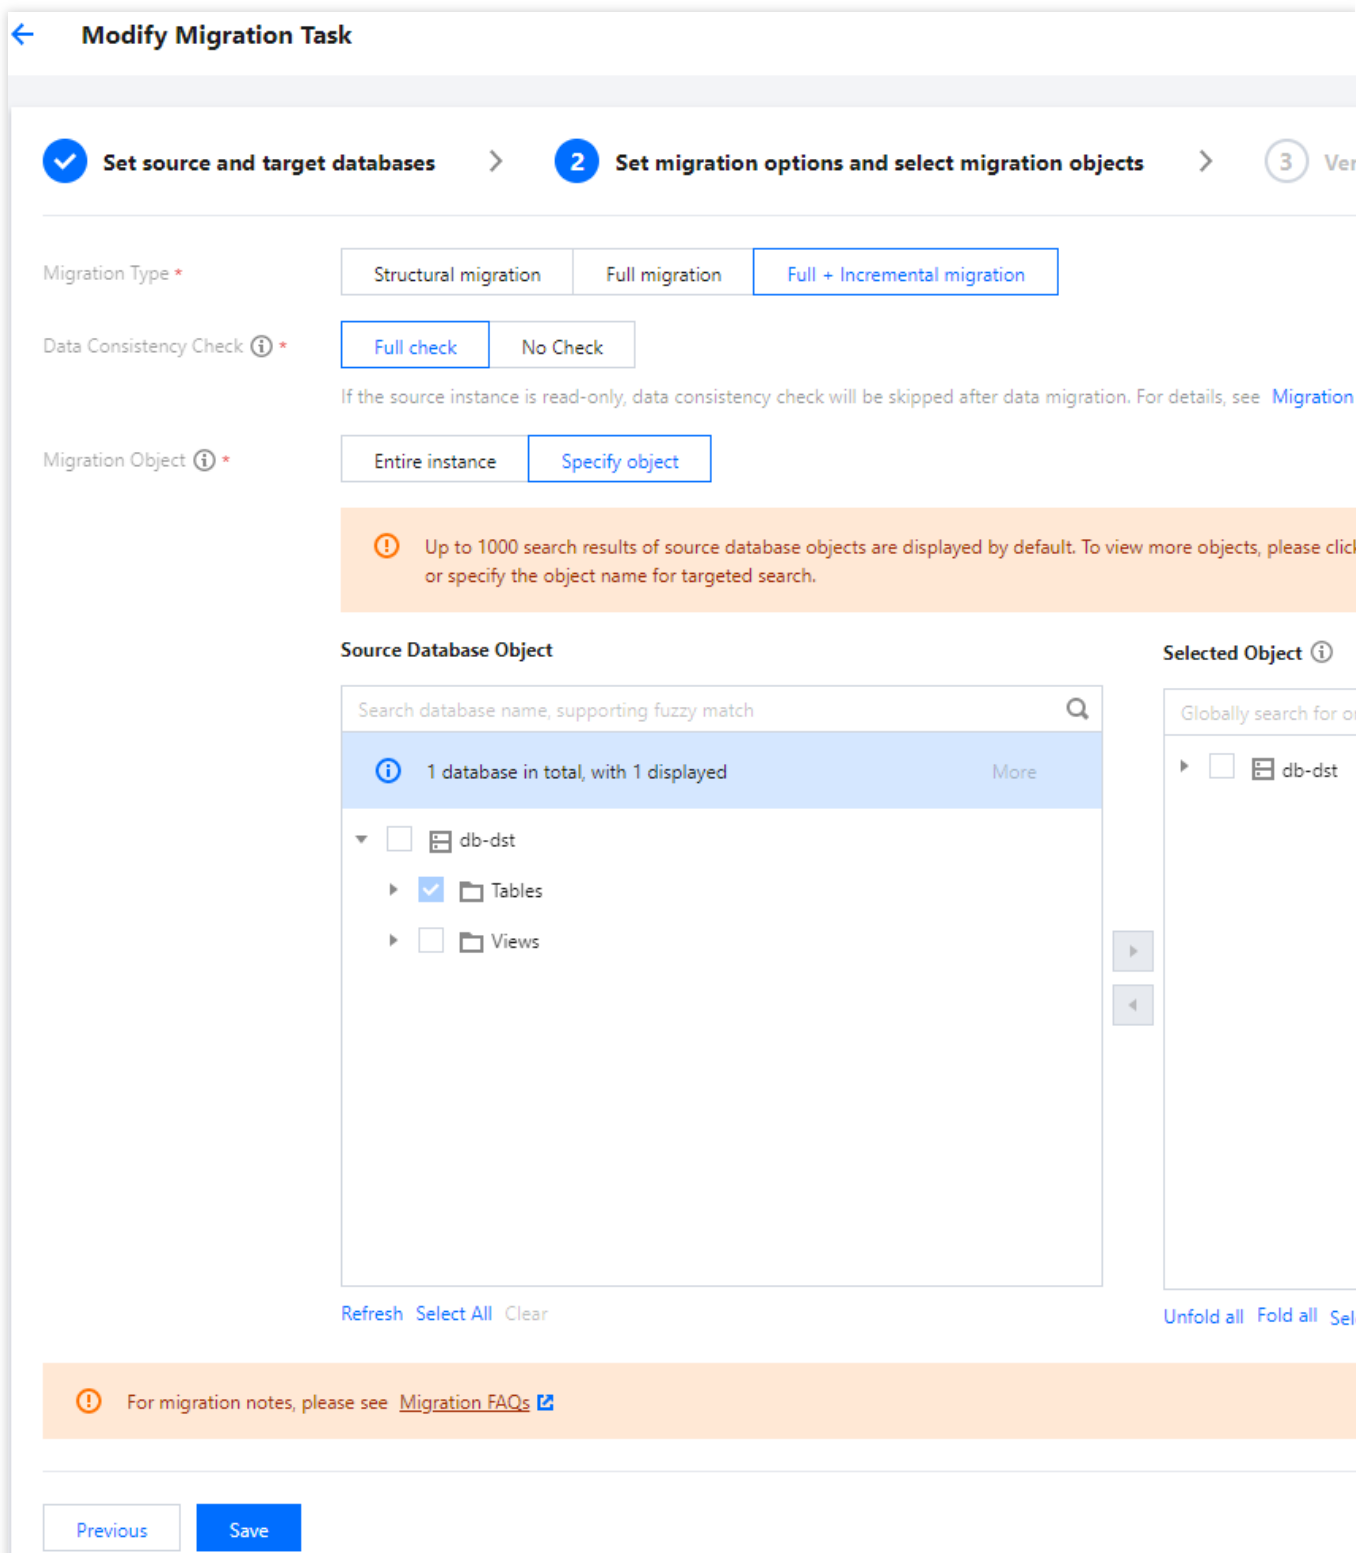 Modify Migration Task
Set source and target databases
2 Set migration options and select migration objects
3
Migration Type *
Structural migration
Full migration
Full + Incremental migration
Data Consistency Check *
Full check
No Check
If the source instance is read-only, data consistency check will be skipped after data migration. For details, see Migration
Migration Object *
Entire instance
Specify object
Up to 1000 search results of source database objects are displayed by default. To view more objects, please click
or specify the object name for targeted search.
Source Database Object
Selected Object
Search database name, supporting fuzzy match
Globally search for
1 database in total, with 1 displayed
More
db-dst
db-dst
Tables
Views
Refresh Select All Clear
Unfold all Fold all
For migration notes, please see Migration FAQs
Previous
Save